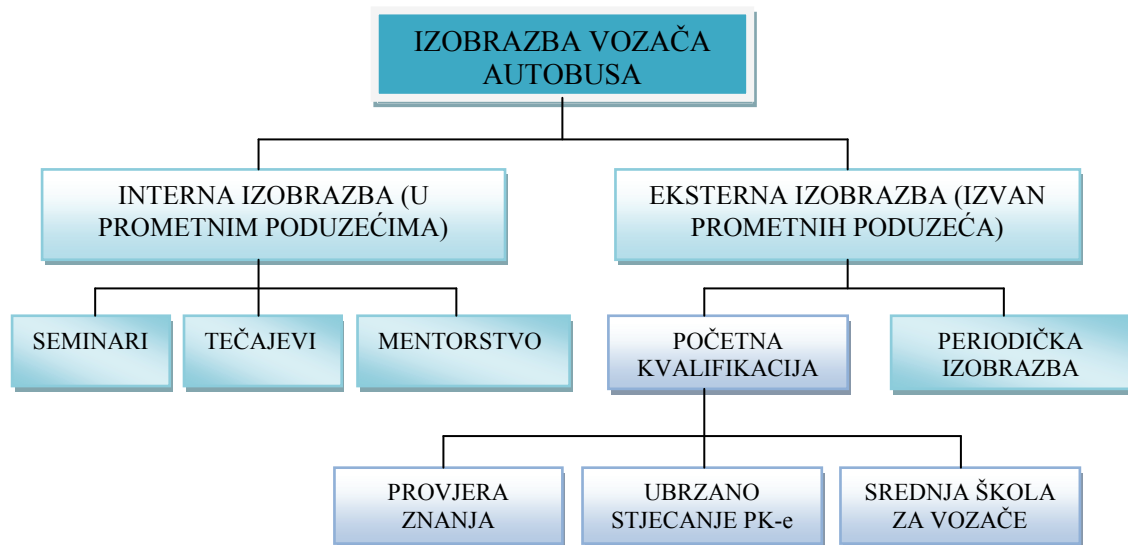 IZOBRAZBA VOZAČA
AUTOBUSA
INTERNA IZOBRAZBA (U
PROMETNIM PODUZEĆIMA)
EKSTERNA IZOBRAZBA (IZVAN
PROMETNIH PODUZEĆA)
SEMINARI
TEČAJEVI
MENTORSTVO
POČETNA
KVALIFIKACIJA
PERIODIČKA
IZOBRAZBA
PROVJERA
ZNANJA
UBRZANO
STJECANJE PK-e
SREDNJA ŠKOLA
ZA VOZAČE